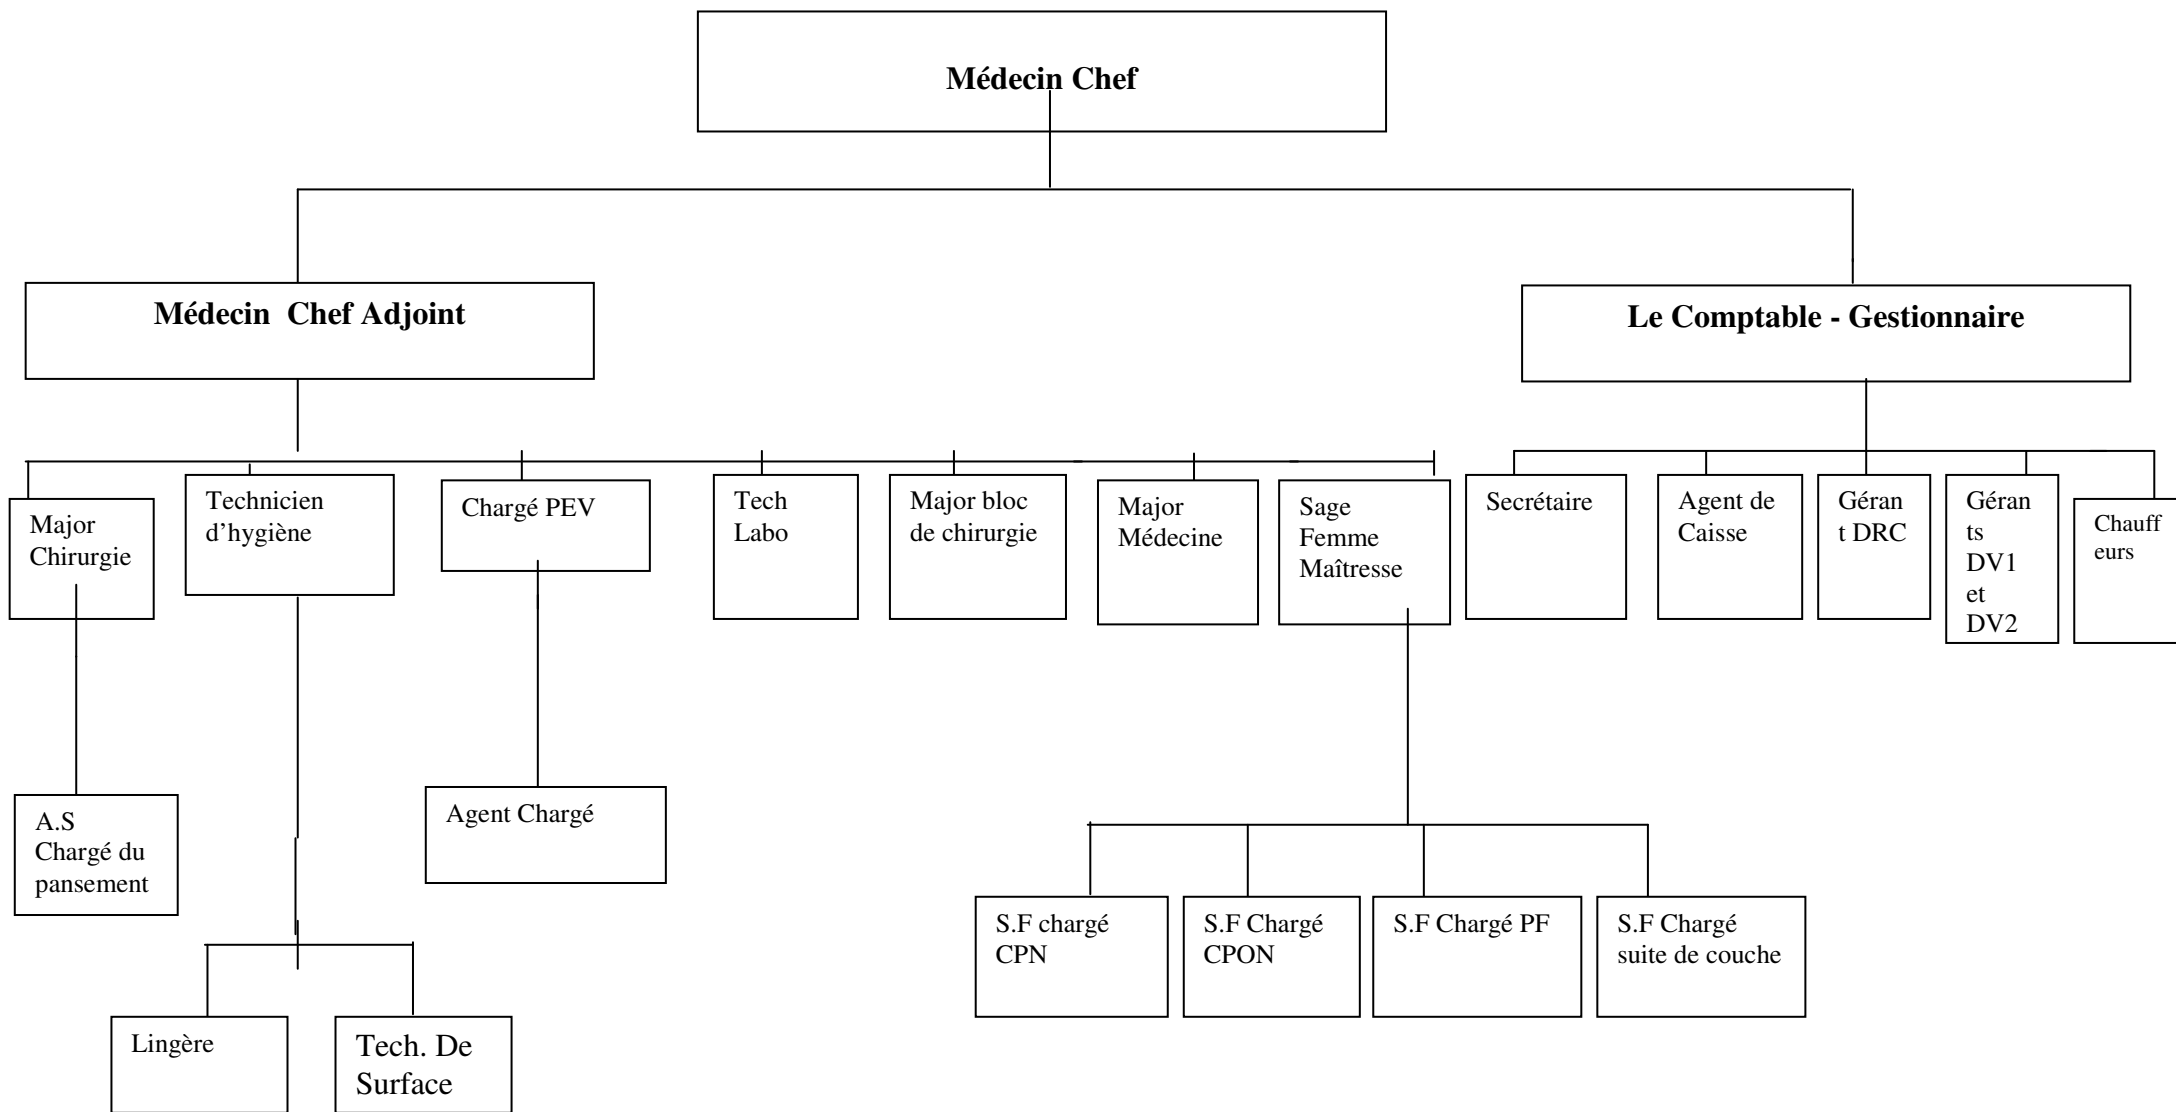 Médecin Chef
Médecin Chef Adjoint
Le Comptable - Gestionnaire
Major
Chirurgie
Technicien
d’hygiène
Chargé PEV
Tech
Labo
Major bloc
de chirurgie
Major
Médecine
Sage
Femme
Maîtresse
Secrétaire
Agent de
Caisse
Géran
t DRC
Géran
ts
DV1
et
DV2
Chauff
eurs
A.S
Chargé du
pansement
Agent Chargé
S.F chargé
CPN
S.F Chargé
CPON
S.F Chargé PF
S.F Chargé
suite de couche
Lingère
Tech. De
Surface